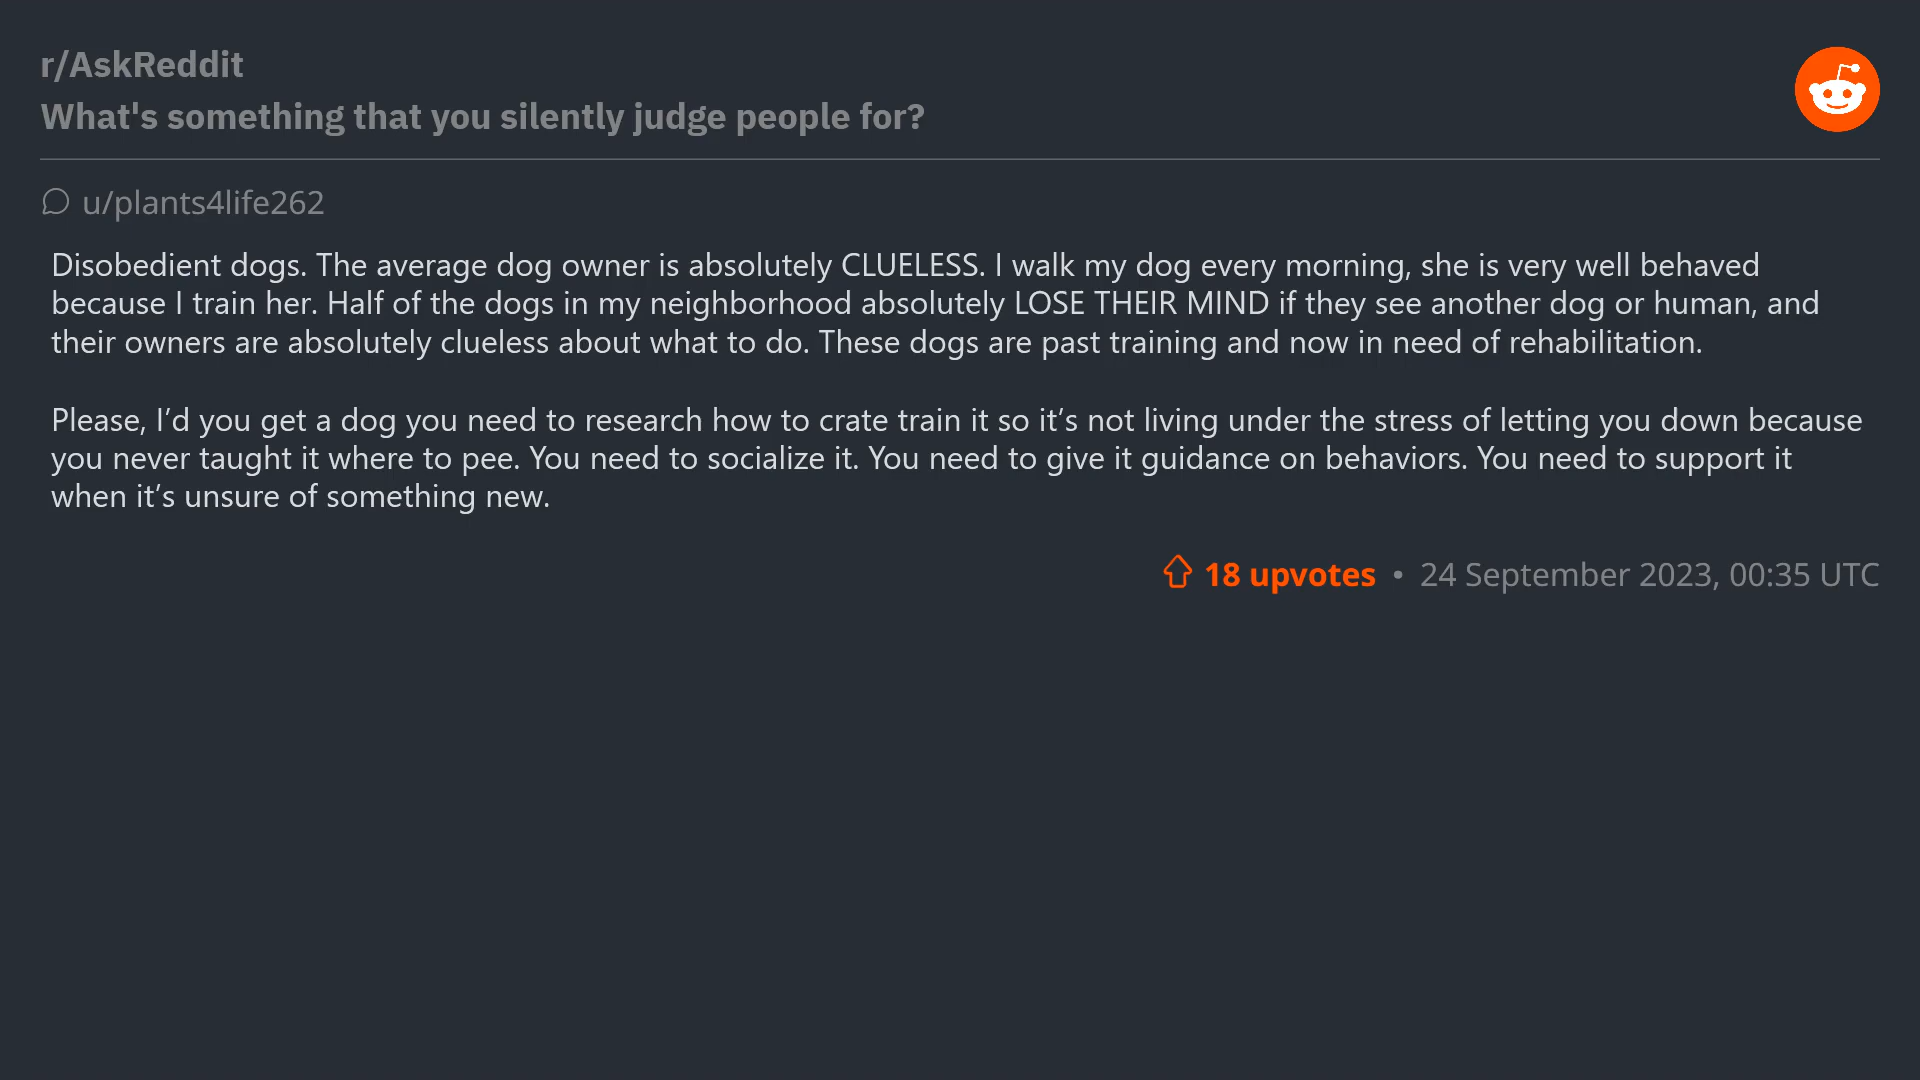 r/AskReddit
What's something that you silently judge people for?
u/plants4life262
Disobedient dogs. The average dog owner is absolutely CLUELESS. I walk my dog every morning, she is very well behaved
because I train her. Half of the dogs in my neighborhood absolutely LOSE THEIR MIND if they see another dog or human, and
their owners are absolutely clueless about what to do. These dogs are past training and now in need of rehabilitation.
Please, I’d you get a dog you need to research how to crate train it so it’s not living under the stress of letting you down because
you never taught it where to pee. You need to socialize it. You need to give it guidance on behaviors. You need to support it
when it’s unsure of something new.
18 upvotes • 24 September 2023, 00:35 UTC